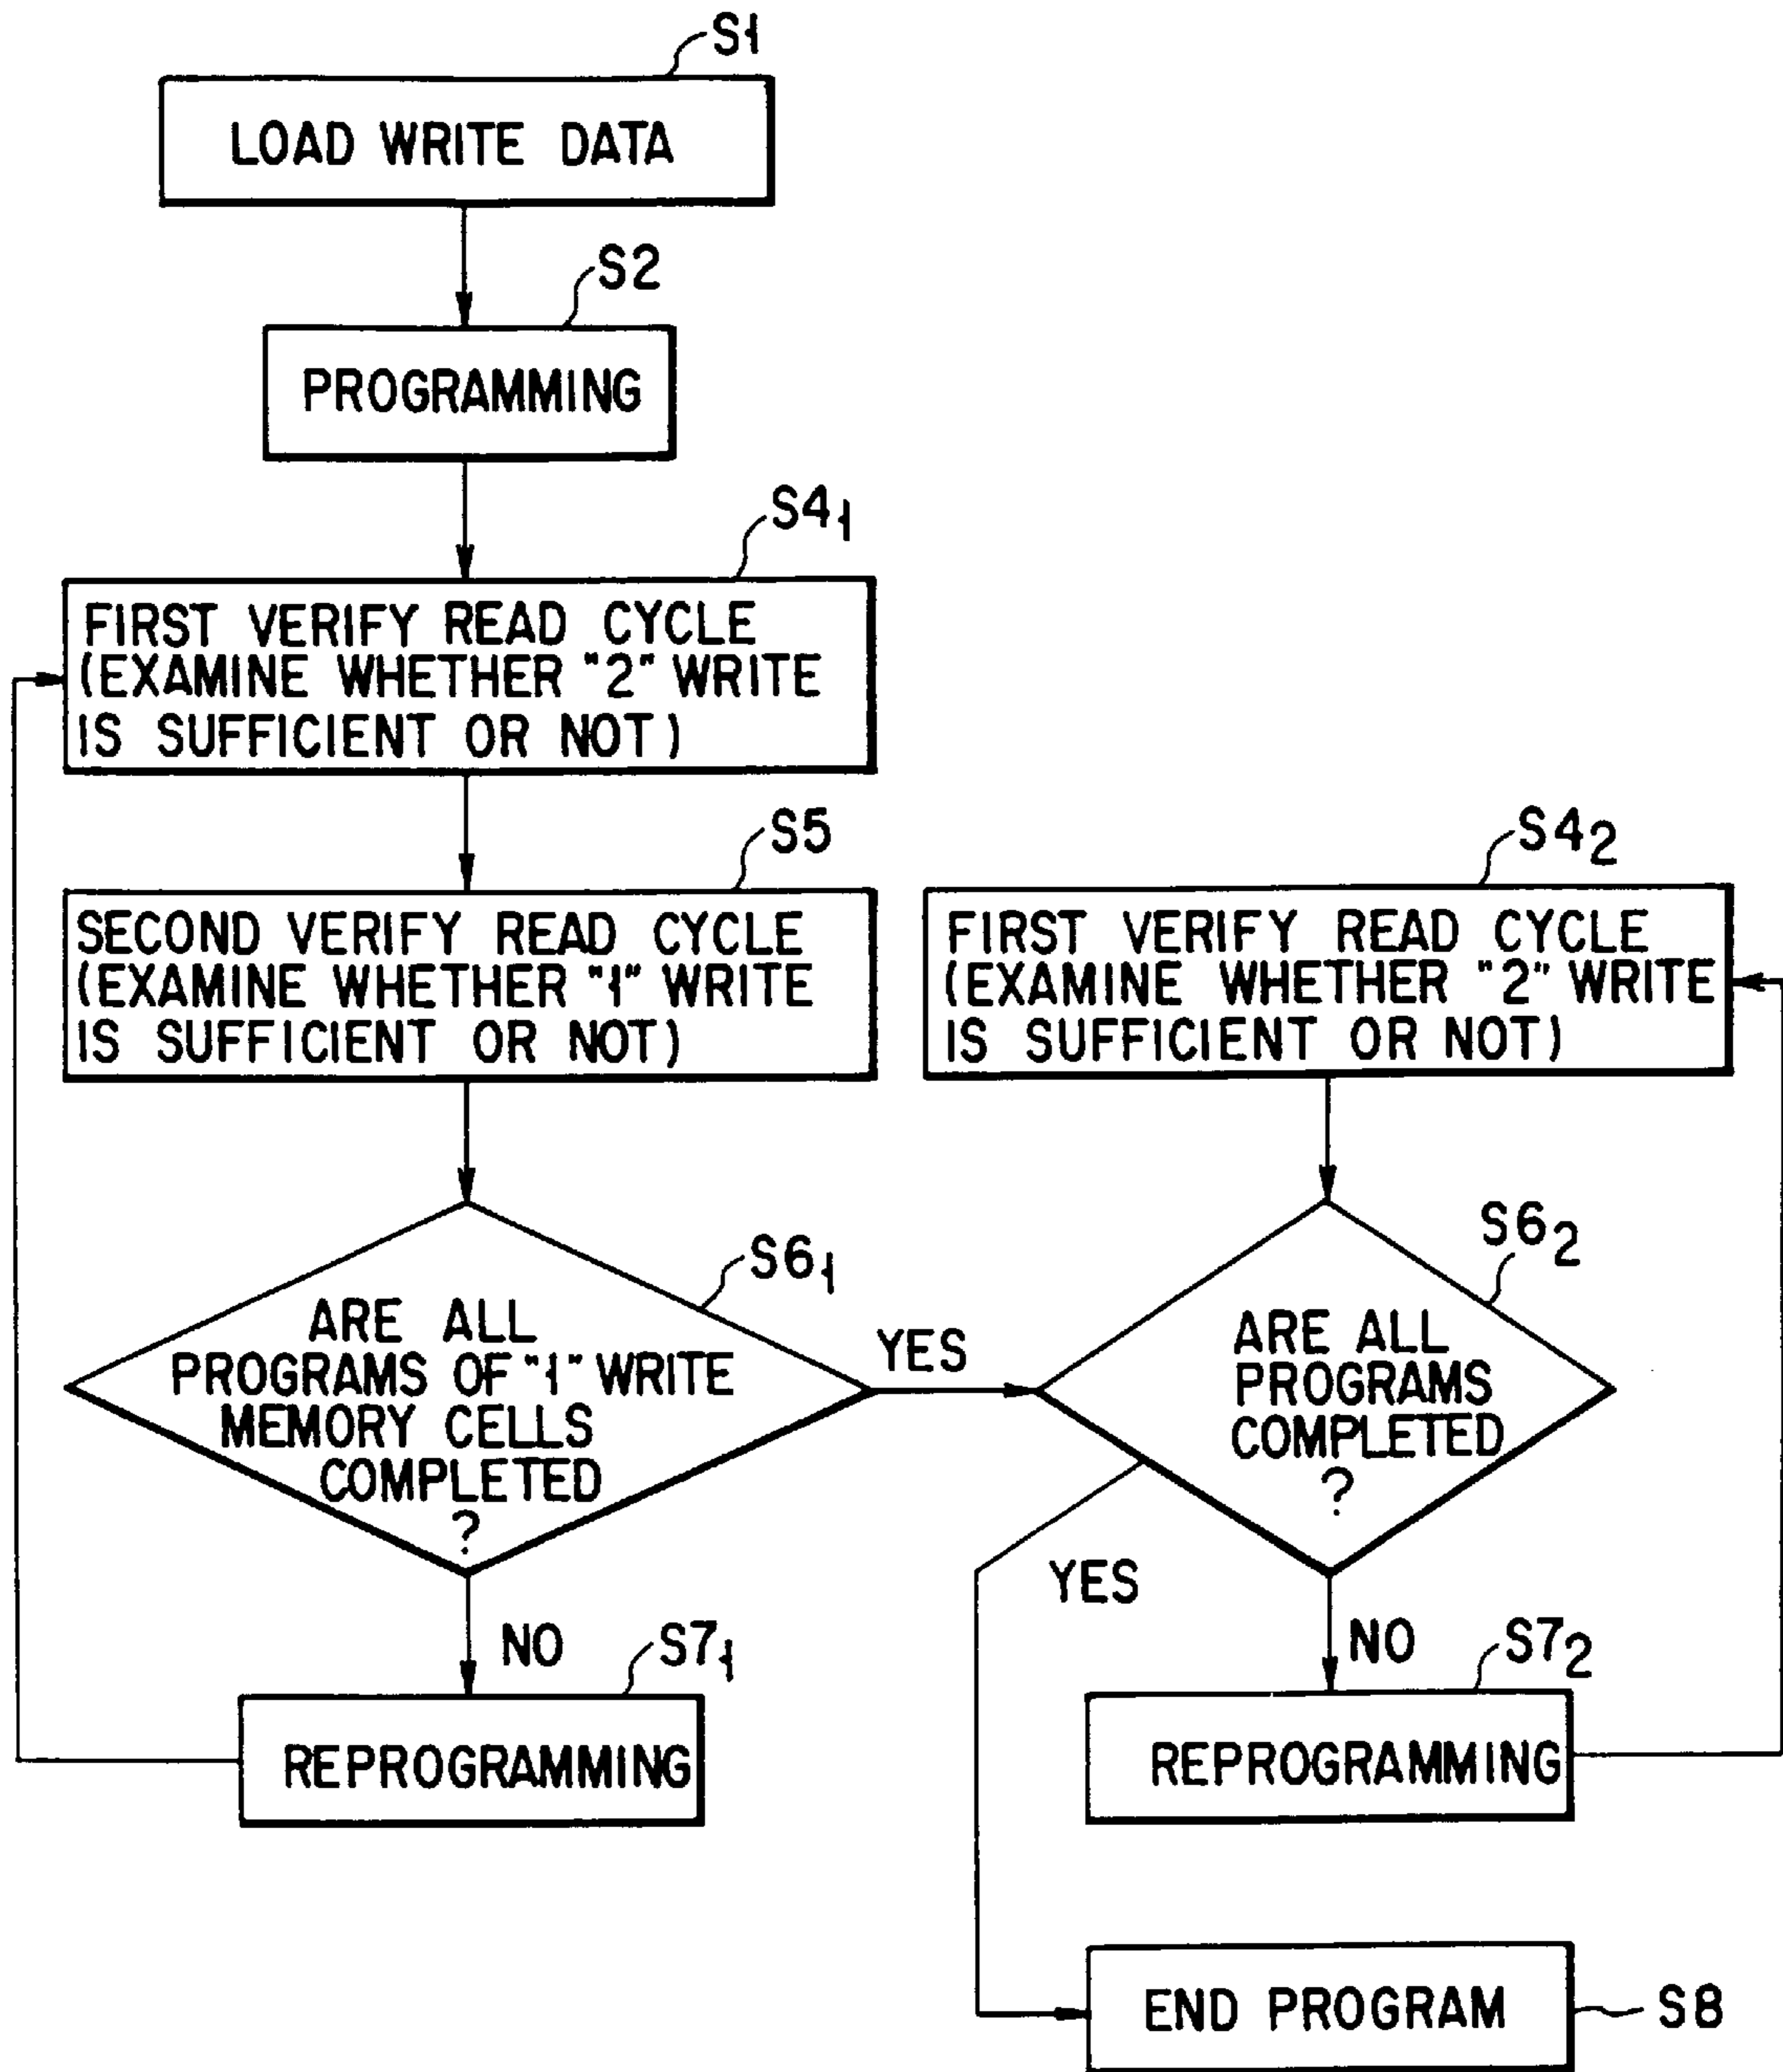 S1
LOAD WRITE DATA
S2
PROGRAMMING
S4₁
FIRST VERIFY READ CYCLE
(EXAMINE WHETHER "2" WRITE
IS SUFFICIENT OR NOT)
S5
SECOND VERIFY READ CYCLE
(EXAMINE WHETHER "1" WRITE
IS SUFFICIENT OR NOT)
S4₂
FIRST VERIFY READ CYCLE
(EXAMINE WHETHER "2" WRITE
IS SUFFICIENT OR NOT)
S6₁
ARE ALL
PROGRAMS OF "1" WRITE
MEMORY CELLS
COMPLETED
?
YES
S6₂
ARE ALL
PROGRAMS
COMPLETED
?
NO
S7₁
REPROGRAMMING
YES
NO
S7₂
REPROGRAMMING
END PROGRAM
S8